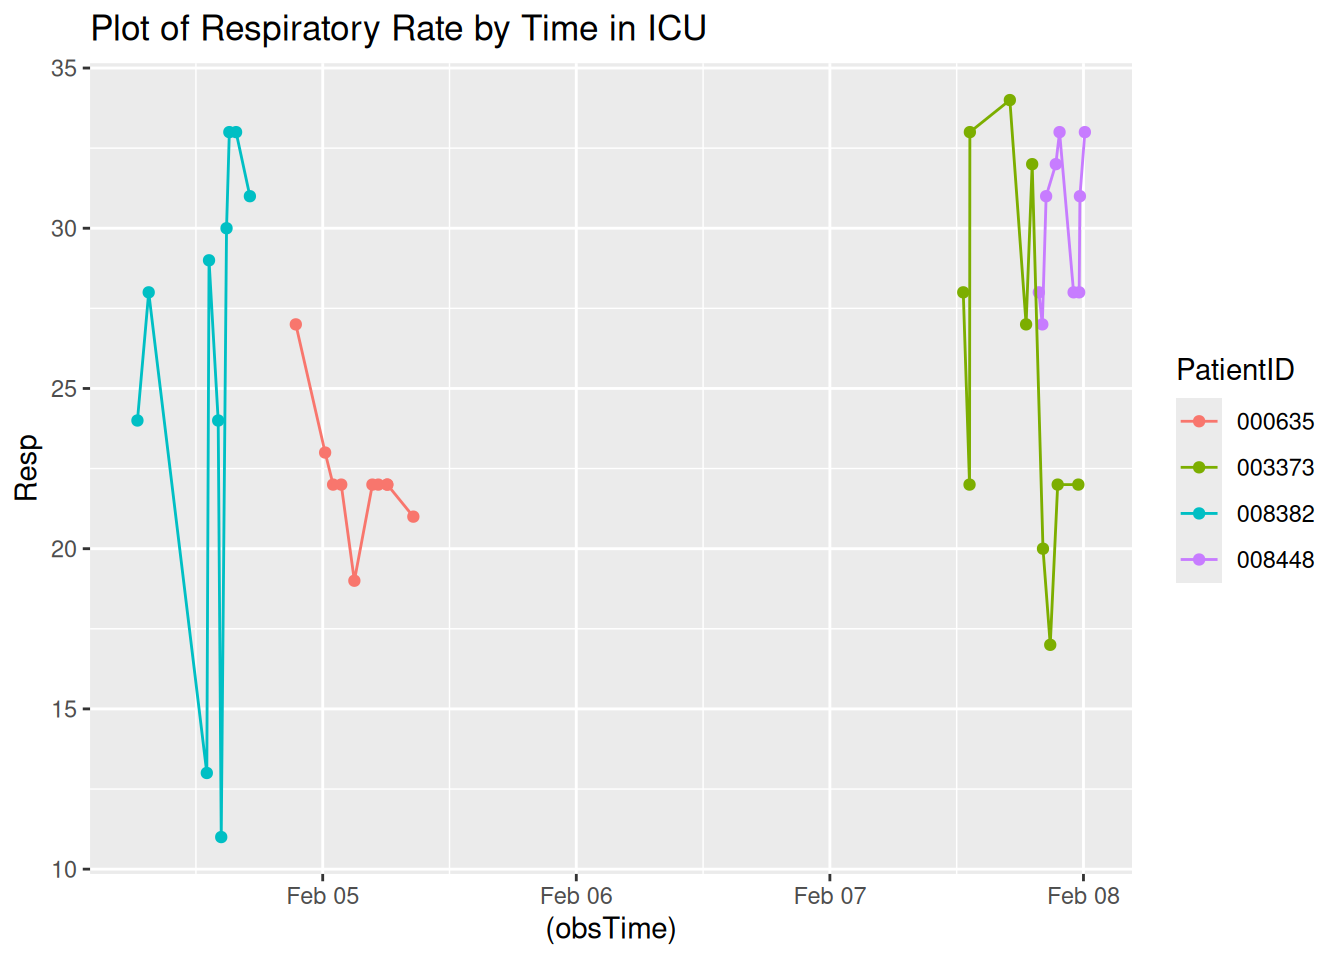 Plot of Respiratory Rate by Time in ICU
35
30
25
20
15
10
Resp
Feb 05
Feb 06
Feb 07
Feb 08
(obsTime)
PatientID
000635
003373
008382
008448